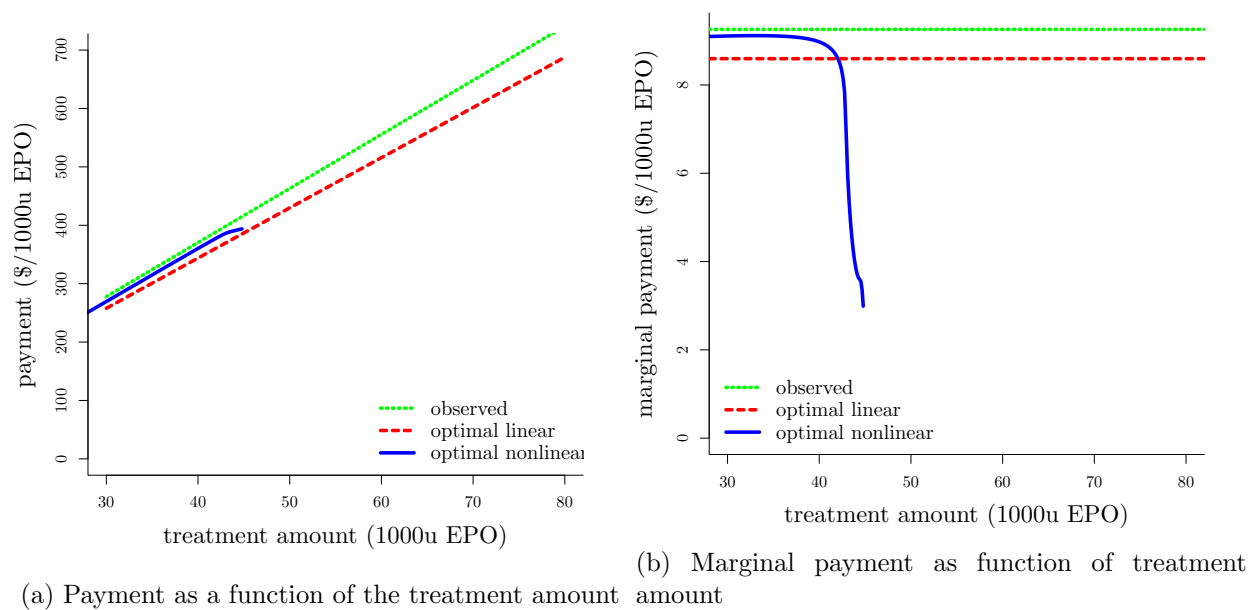 700
600
500
400
300
200
100
0
payment ($/1000u EPO)
observed
optimal linear
optimal nonlinear
30 40 50 60 70 80
treatment amount (1000u EPO)
(a) Payment as a function of the treatment amount
8
6
4
2
0
marginal payment ($/1000u EPO)
observed
optimal linear
optimal nonlinear
30 40 50 60 70 80
treatment amount (1000u EPO)
(b) Marginal payment as function of treatment
amount